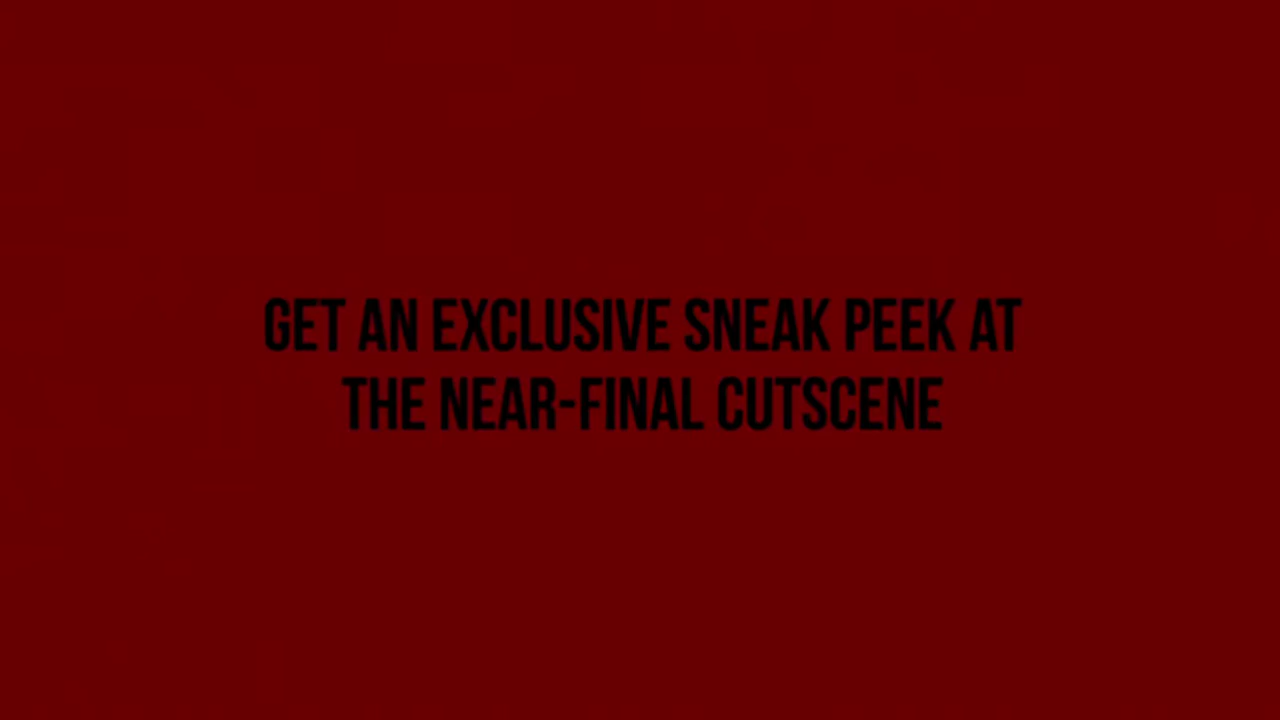 GET AN EXCLUSIVE SNEAK PEEK AT
THE NEAR-FINAL CUTSCENE